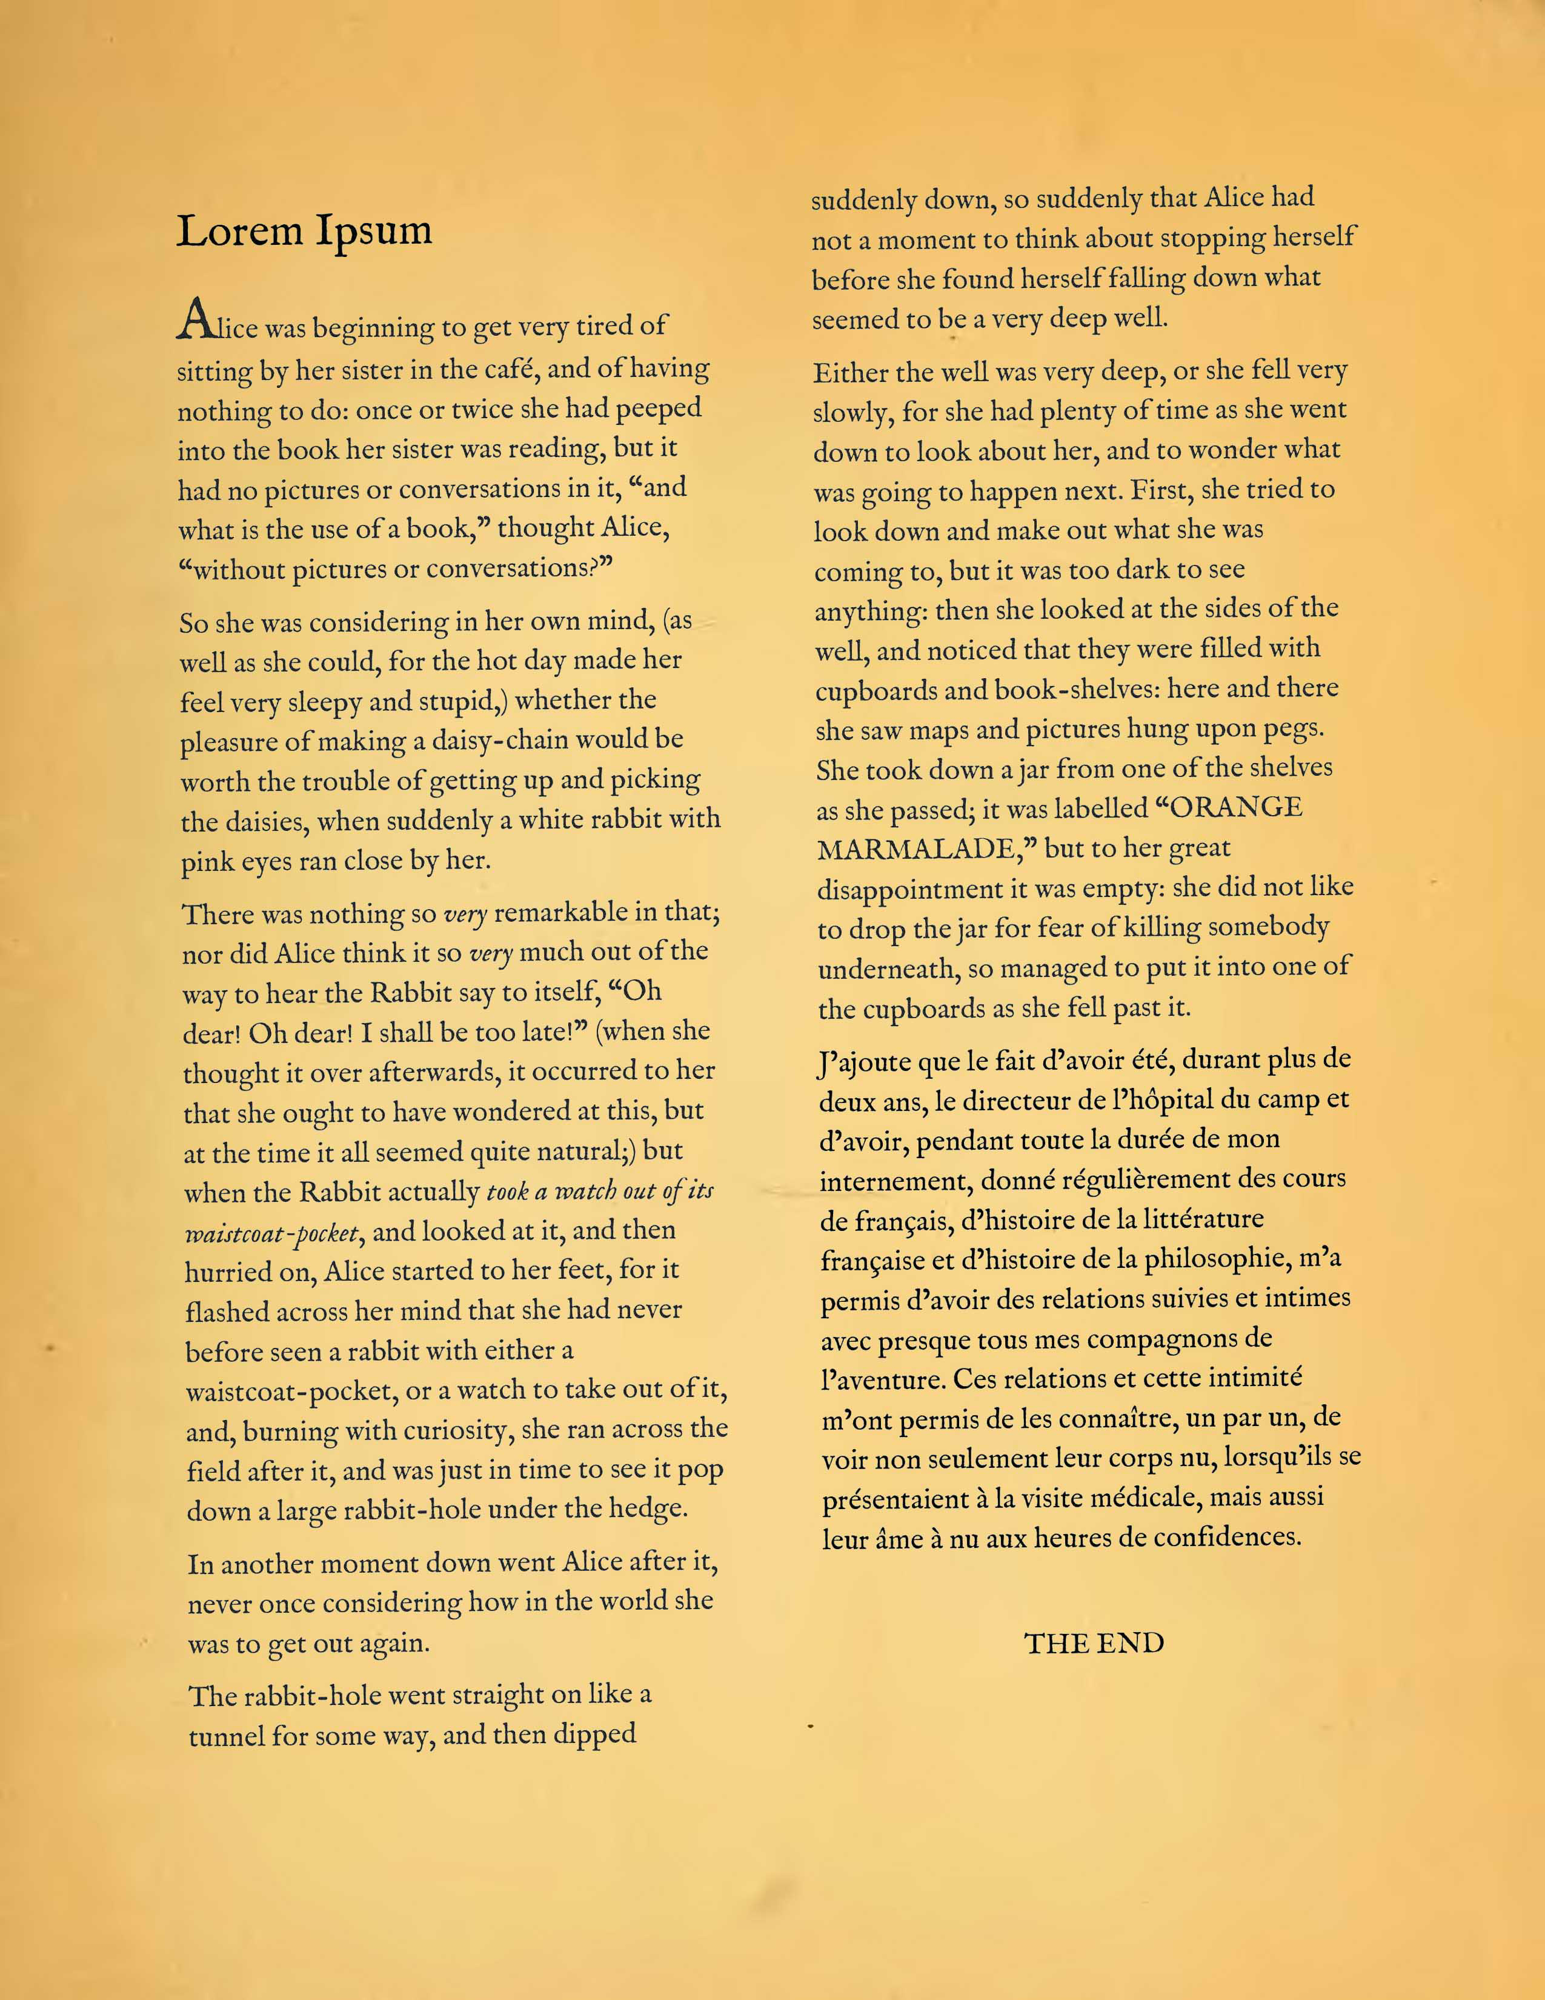 Lorem Ipsum
Alice was beginning to get very tired of
sitting by her sister in the café, and of having
nothing to do: once or twice she had peeped
into the book her sister was reading, but it
had no pictures or conversations in it, “and
what is the use of a book,” thought Alice,
“without pictures or conversations?”
So she was considering in her own mind, (as
well as she could, for the hot day made her
feel very sleepy and stupid,) whether the
pleasure of making a daisy-chain would be
worth the trouble of getting up and picking
the daisies, when suddenly a white rabbit with
pink eyes ran close by her.
There was nothing so very remarkable in that;
nor did Alice think it so very much out of the
way to hear the Rabbit say to itself, “Oh
dear! Oh dear! I shall be too late!” (when she
thought it over afterwards, it occurred to her
that she ought to have wondered at this, but
at the time it all seemed quite natural;) but
when the Rabbit actually took a watch out of its
waistcoat-pocket, and looked at it, and then
hurried on, Alice started to her feet, for it
flashed across her mind that she had never
before seen a rabbit with either a
waistcoat-pocket, or a watch to take out of it,
and, burning with curiosity, she ran across the
field after it, and was just in time to see it pop
down a large rabbit-hole under the hedge.
In another moment down went Alice after it,
never once considering how in the world she
was to get out again.
The rabbit-hole went straight on like a
tunnel for some way, and then dipped
suddenly down, so suddenly that Alice had
not a moment to think about stopping herself
before she found herself falling down what
seemed to be a very deep well.
Either the well was very deep, or she fell very
slowly, for she had plenty of time as she went
down to look about her, and to wonder what
was going to happen next. First, she tried to
look down and make out what she was
coming to, but it was too dark to see
anything: then she looked at the sides of the
well, and noticed that they were filled with
cupboards and book-shelves: here and there
she saw maps and pictures hung upon pegs.
She took down a jar from one of the shelves
as she passed; it was labelled “ORANGE
MARMALADE,” but to her great
disappointment it was empty: she did not like
to drop the jar for fear of killing somebody
underneath, so managed to put it into one of
the cupboards as she fell past it.
J’ajoute que le fait d’avoir été, durant plus de
deux ans, le directeur de l’hôpital du camp et
d’avoir, pendant toute la durée de mon
internement, donné régulièrement des cours
de français, d’histoire de la littérature
française et d’histoire de la philosophie, m’a
permis d’avoir des relations suivies et intimes
avec presque tous mes compagnons de
l’aventure. Ces relations et cette intimité
m’ont permis de les connaître, un par un, de
voir non seulement leur corps nu, lorsqu’ils se
présentaient à la visite médicale, mais aussi
leur âme à nu aux heures de confidences.
THE END